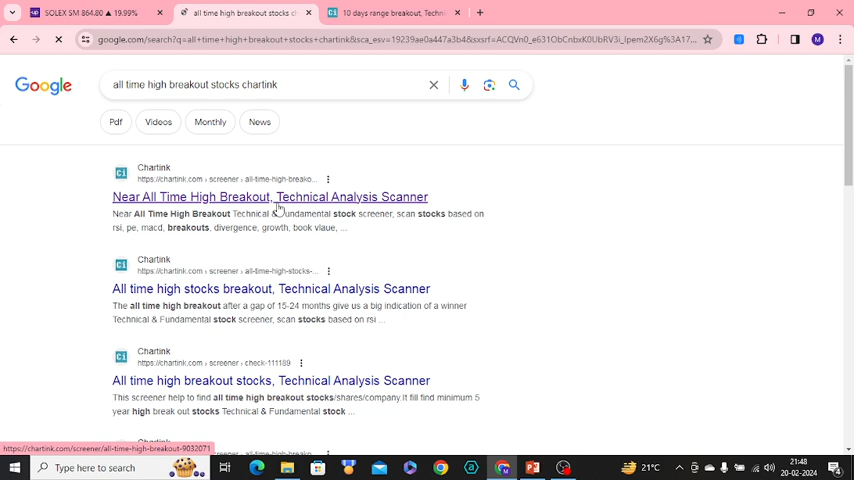 SOLEX SM 864.80 ▲ 19.99%
all time high breakout stocks c
10 days range breakout, Techni
google.com/search?q=all+time+high+breakout+stocks+chartink&sca_esv=19239ae0a447a3b4&sxsrf=
M
Google
all time high breakout stocks chartink
Pdf
Videos
Monthly
News
Chartink
https://chartink.com › screener › all-time-high-breako...
Near All Time High Breakout, Technical Analysis Scanner
Near All Time High Breakout Technical & Fundamental stock screener, scan stocks based on
rsi, pe, macd, breakouts, divergence, growth, book vlaue, ...
Chartink
https://chartink.com › screener › all-time-high-stocks-...
All time high stocks breakout, Technical Analysis Scanner
The all time high breakout after a gap of 15-24 months give us a big indication of a winner
Technical & Fundamental stock screener, scan stocks based on rsi ...
Chartink
https://chartink.com › screener › check-111189
All time high breakout stocks, Technical Analysis Scanner
This screener help to find all time high breakout stocks/shares/company.It fill find minimum 5
year high break out stocks Technical & Fundamental stock ...
https://chartink.com/screener/all-time-high-breakout-9032071
Type here to search
21°C
21:48
20-02-2024
4